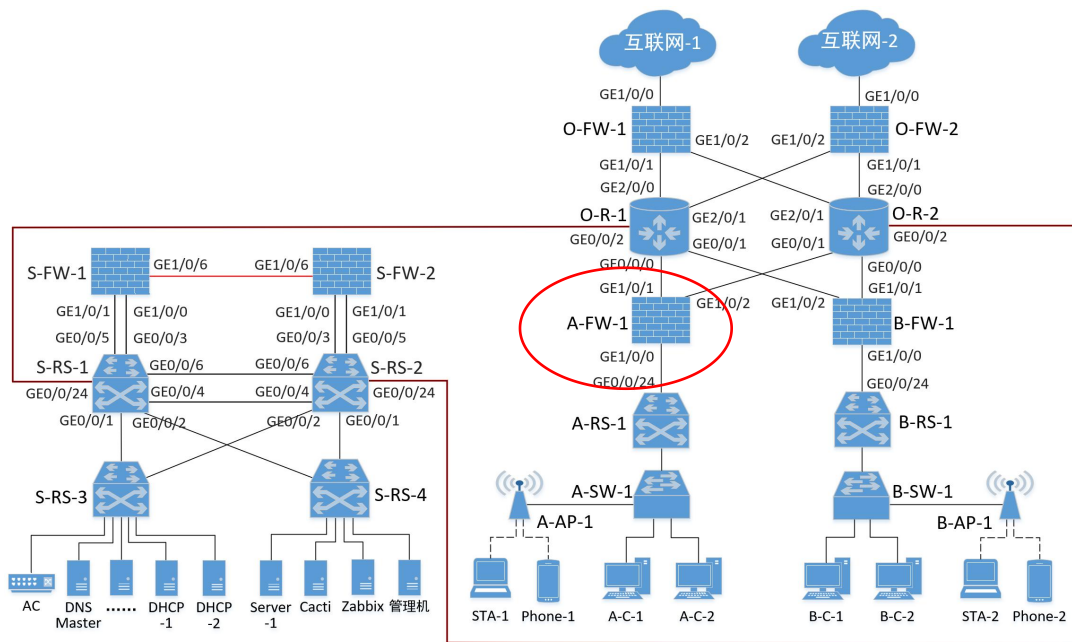 互联网-1
互联网-2
GE1/0/0
GE1/0/0
O-FW-1
GE1/0/2
GE1/0/2
O-FW-2
GE1/0/1
GE1/0/1
GE2/0/0
GE2/0/0
O-R-1
GE2/0/1
GE2/0/1
O-R-2
GE0/0/2
GE0/0/1
GE0/0/1
GE0/0/2
GE0/0/0
GE0/0/0
S-FW-1
GE1/0/6
GE1/0/6
S-FW-2
GE1/0/1
GE1/0/2
GE1/0/2
GE1/0/1
GE1/0/1
GE1/0/0
GE1/0/0
GE1/0/1
A-FW-1
B-FW-1
GE0/0/5
GE0/0/3
GE0/0/3
GE0/0/5
GE1/0/0
GE1/0/0
S-RS-1
GE0/0/6
GE0/0/6
S-RS-2
GE0/0/24
GE0/0/4
GE0/0/4
GE0/0/24
GE0/0/24
GE0/0/24
GE0/0/1
GE0/0/2
GE0/0/2
GE0/0/1
A-RS-1
B-RS-1
S-RS-3
S-RS-4
A-SW-1
B-SW-1
A-AP-1
B-AP-1
AC
DNS
Master
......
DHCP
-1
DHCP
-2
Server
-1
Cacti
Zabbix
管理机
STA-1
Phone-1
A-C-1
A-C-2
B-C-1
B-C-2
STA-2
Phone-2